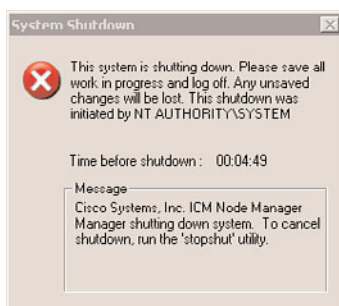 System Shutdown
This system is shutting down. Please save all
work in progress and log off. Any unsaved
changes will be lost. This shutdown was
initiated by NT AUTHORITY\SYSTEM
Time before shutdown : 00:04:49
Message
Cisco Systems, Inc. ICM Node Manager
Manager shutting down system. To cancel
shutdown, run the 'stopshut' utility.